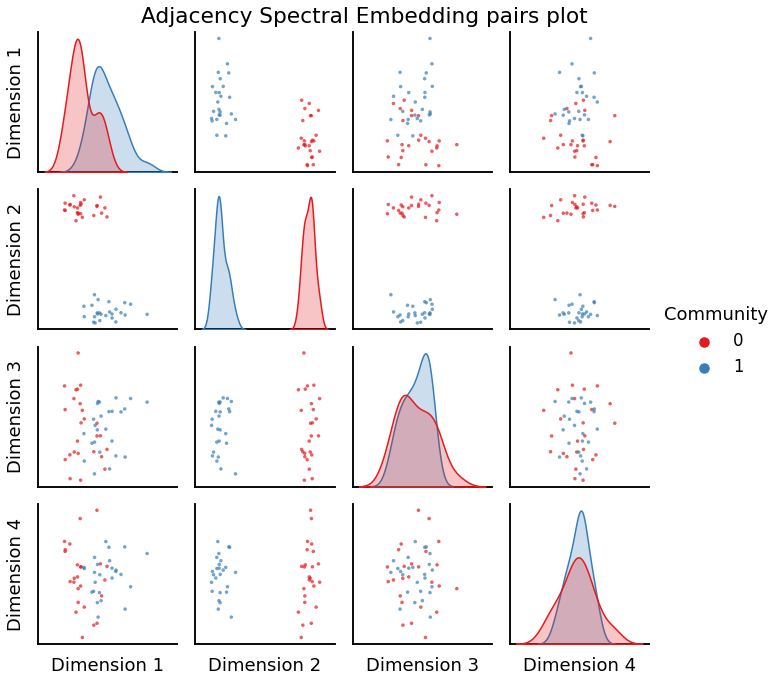 Adjacency Spectral Embedding pairs plot
Dimension 1
Dimension 2
Dimension 3
Dimension 4
Community
0
1
Dimension 1
Dimension 2
Dimension 3
Dimension 4